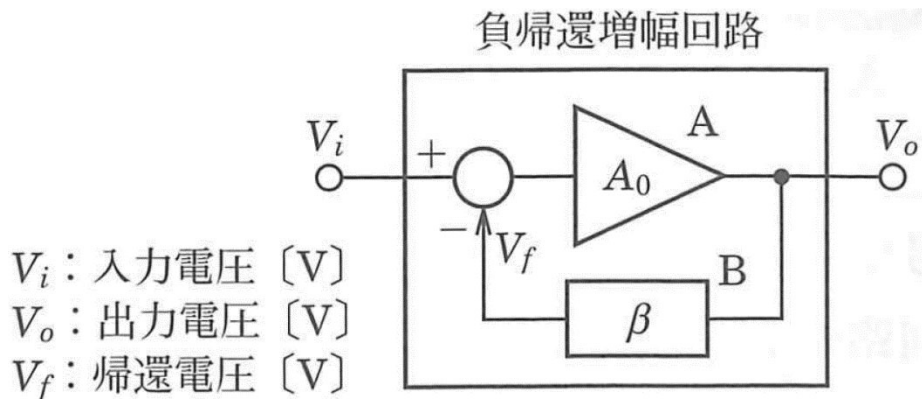 負帰還増幅回路
A
V_i
V_o
+
A_0
−
V_f
B
β
V_i：入力電圧〔V〕
V_o：出力電圧〔V〕
V_f：帰還電圧〔V〕